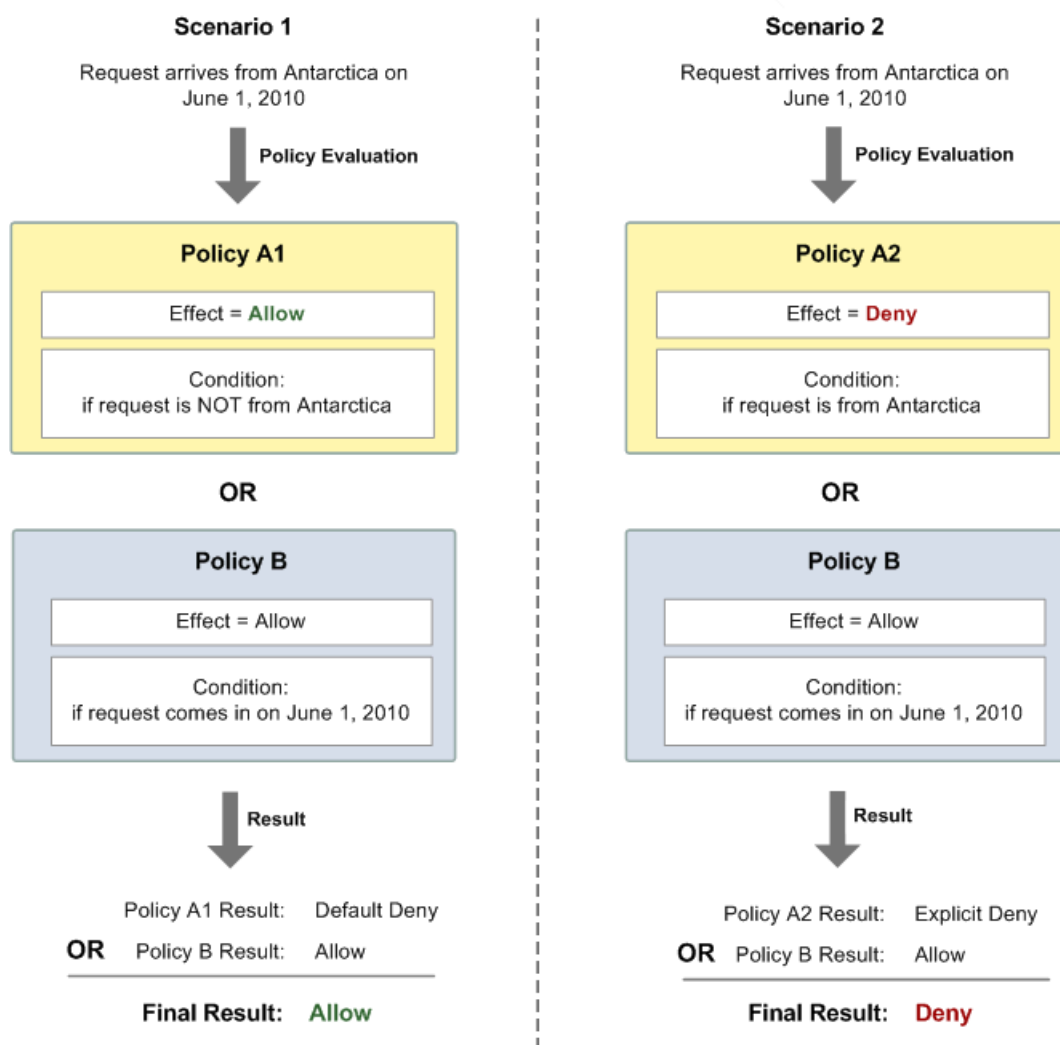 Scenario 1
Request arrives from Antarctica on
June 1, 2010
Policy Evaluation
Policy A1
Effect = Allow
Condition:
if request is NOT from Antarctica
OR
Policy B
Effect = Allow
Condition:
if request comes in on June 1, 2010
Result
Policy A1 Result: Default Deny
OR Policy B Result: Allow
Final Result: Allow
Scenario 2
Request arrives from Antarctica on
June 1, 2010
Policy Evaluation
Policy A2
Effect = Deny
Condition:
if request is from Antarctica
OR
Policy B
Effect = Allow
Condition:
if request comes in on June 1, 2010
Result
Policy A2 Result: Explicit Deny
OR Policy B Result: Allow
Final Result: Deny